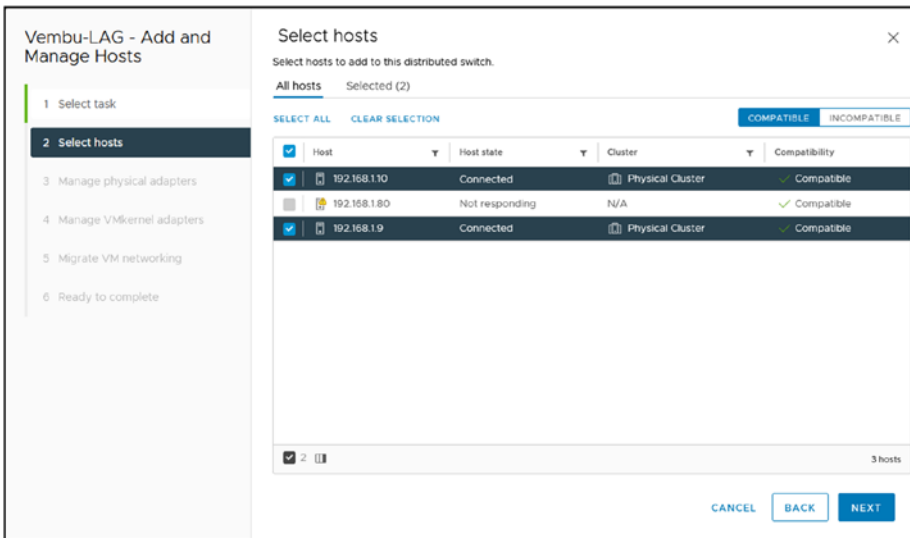 Vembu-LAG - Add and
Manage Hosts
1 Select task
2 Select hosts
3 Manage physical adapters
4 Manage VMkernel adapters
5 Migrate VM networking
6 Ready to complete
Select hosts
Select hosts to add to this distributed switch.
All hosts Selected (2)
SELECT ALL CLEAR SELECTION COMPATIBLE INCOMPATIBLE
Host Host state Cluster Compatibility
192.168.1.10 Connected Physical Cluster Compatible
192.168.1.80 Not responding N/A Compatible
192.168.1.9 Connected Physical Cluster Compatible
2 3 hosts
CANCEL BACK NEXT